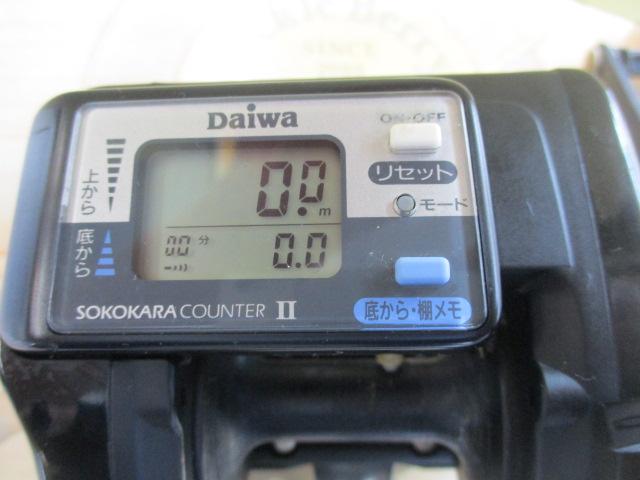 Daiwa
ON・OFF
上から
0.0 m
リセット
モード
底から
00 分
0.0
SOKOKARA COUNTER II
底から・棚メモ